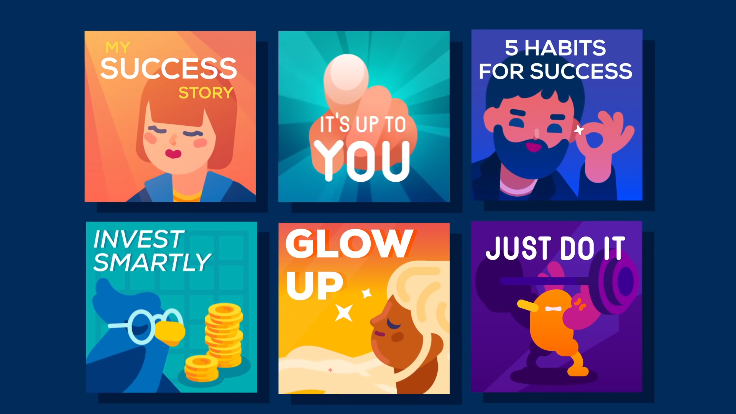 MY
SUCCESS
STORY
IT'S UP TO
YOU
5 HABITS
FOR SUCCESS
INVEST
SMARTLY
GLOW
UP
JUST DO IT